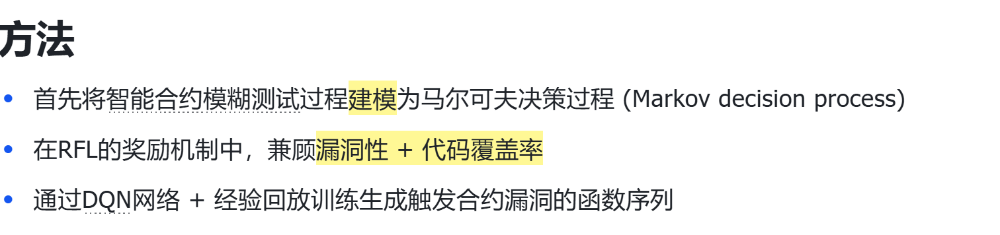 方法
首先将智能合约模糊测试过程建模为马尔可夫决策过程 (Markov decision process)
在RFL的奖励机制中，兼顾漏洞性 + 代码覆盖率
通过DQN网络 + 经验回放训练生成触发合约漏洞的函数序列